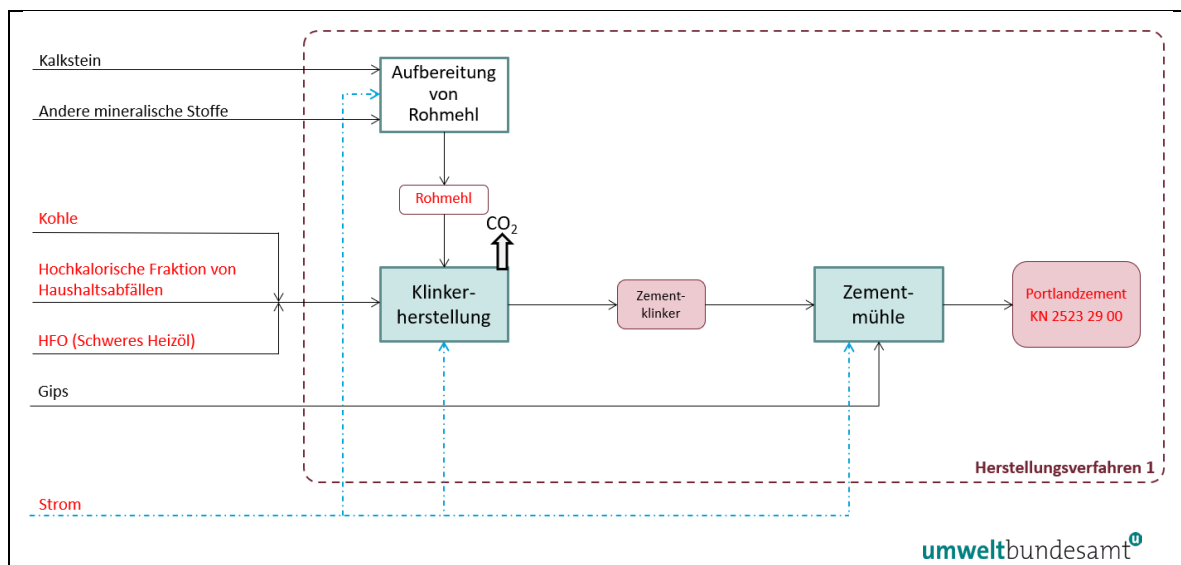 Kalkstein
Andere mineralische Stoffe
Aufbereitung
von
Rohmehl
Rohmehl
CO₂
Kohle
Hochkalorische Fraktion von
Haushaltsabfällen
HFO (Schweres Heizöl)
Klinker-
herstellung
Zement-
klinker
Zement-
mühle
Portlandzement
KN 2523 29 00
Gips
Herstellungsverfahren 1
Strom
umweltbundesamt
u